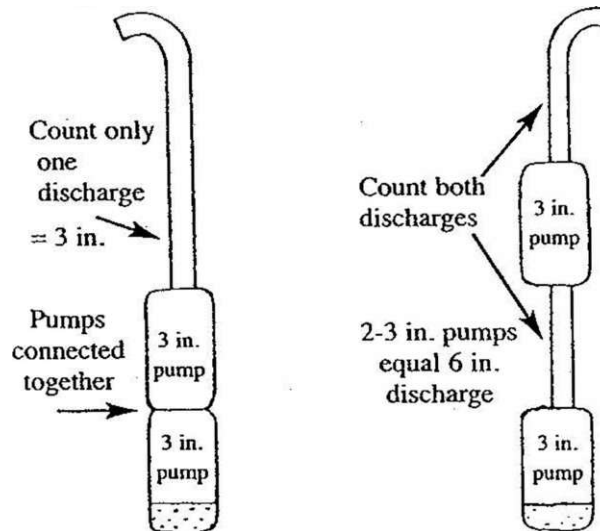 Count only
one
discharge
= 3 in.
Pumps
connected
together
3 in.
pump
3 in.
pump
Count both
discharges
2-3 in. pumps
equal 6 in.
discharge
3 in.
pump
3 in.
pump